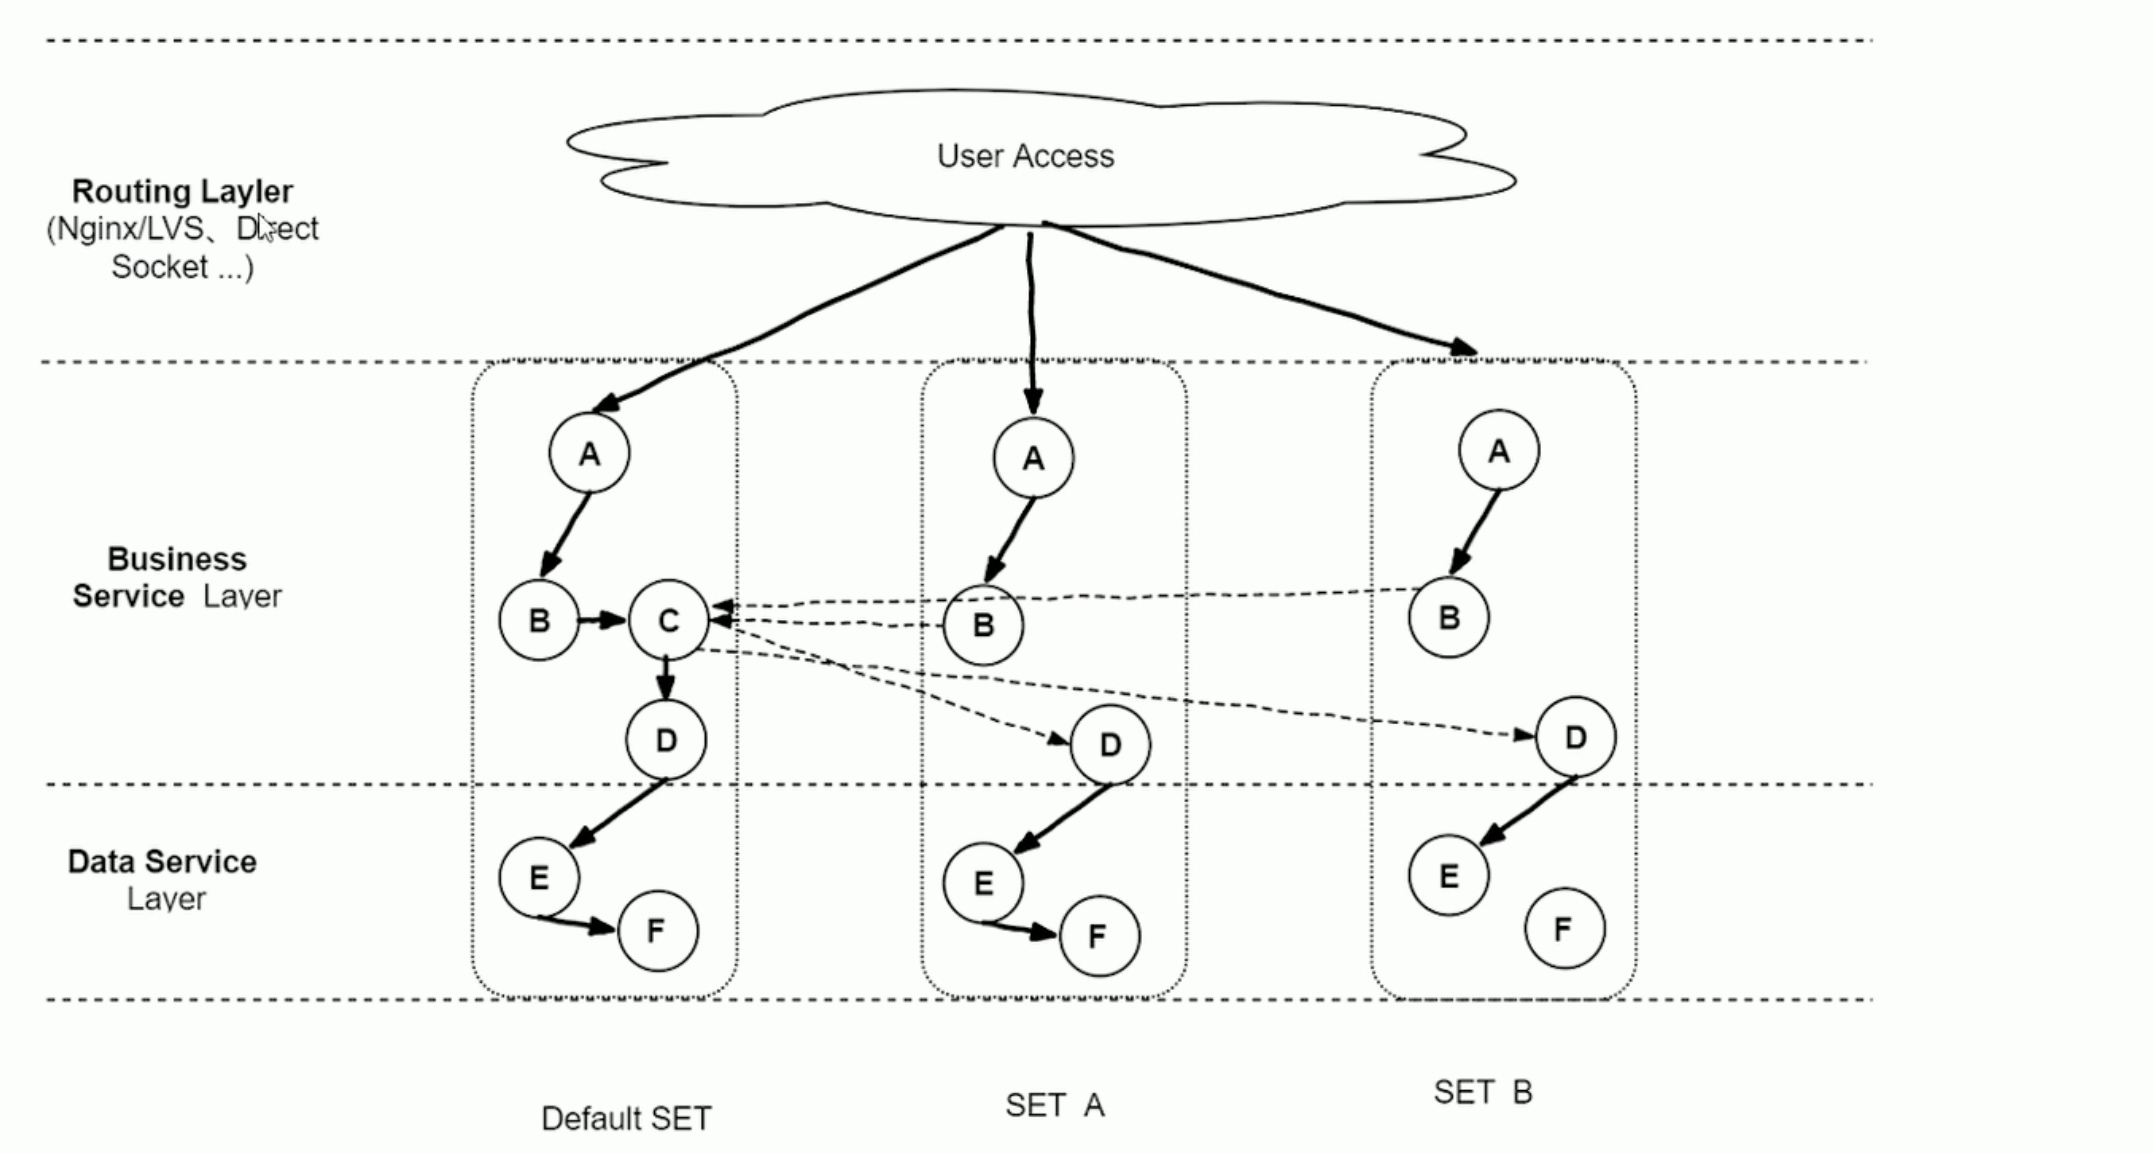 User Access
Routing Layler
(Nginx/LVS、Direct
Socket ...)
A
A
A
Business
Service Layer
B
C
B
B
D
D
D
Data Service
Layer
E
E
E
F
F
F
Default SET
SET A
SET B